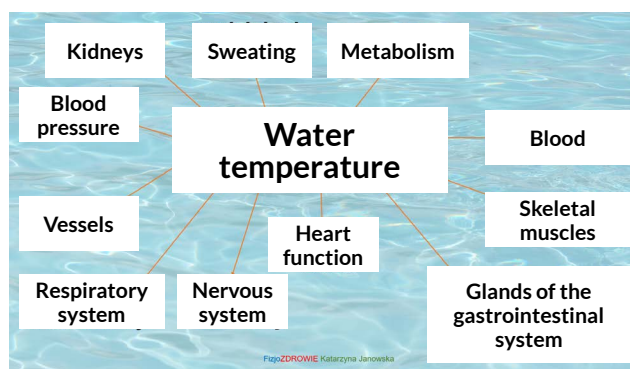 Kidneys
Sweating
Metabolism
Blood
pressure
Water
temperature
Blood
Vessels
Skeletal
muscles
Heart
function
Respiratory
system
Nervous
system
Glands of the
gastrointestinal
system
FizjoZDROWIE Katarzyna Janowska